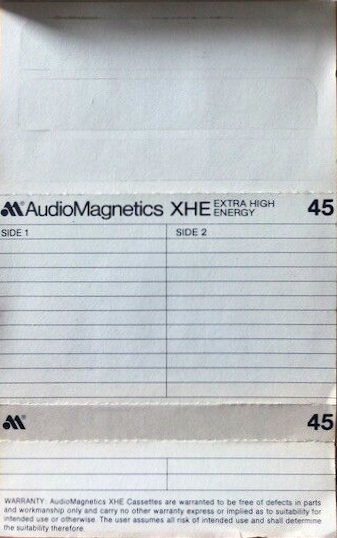 AudioMagnetics XHE EXTRA HIGH ENERGY 45
SIDE 1 SIDE 2
45
WARRANTY: AudioMagnetics XHE Cassettes are warranted to be free of defects in parts
and workmanship only and carry no other warranty express or implied as to suitability for
intended use or otherwise. The user assumes all risk of intended use and shall determine
the suitability therefore.